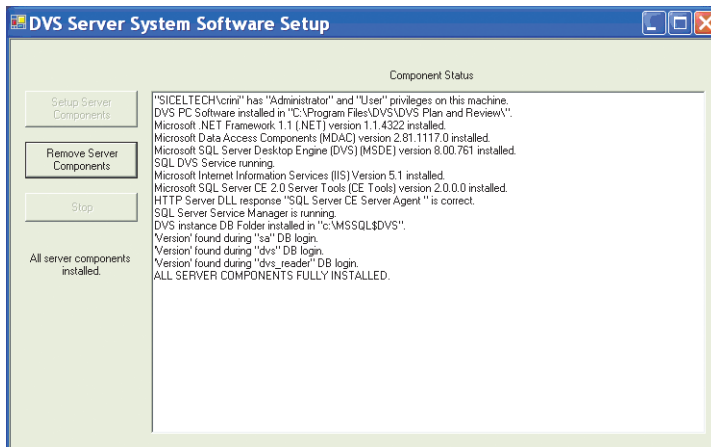 DVS Server System Software Setup
Component Status
Setup Server
Components
Remove Server
Components
Stop
All server components
installed.
"SICELTECH\crini" has "Administrator" and "User" privileges on this machine.
DVS PC Software installed in "C:\Program Files\DVS\DVS Plan and Review\".
Microsoft .NET Framework 1.1 (.NET) version 1.1.4322 installed.
Microsoft Data Access Components (MDAC) version 2.81.1117.0 installed.
Microsoft SQL Server Desktop Engine (DVS) (MSDE) version 8.00.761 installed.
SQL DVS Service running.
Microsoft Internet Information Services (IIS) Version 5.1 installed.
Microsoft SQL Server CE 2.0 Server Tools (CE Tools) version 2.0.0.0 installed.
HTTP Server DLL response "SQL Server CE Server Agent " is correct.
SQL Server Service Manager is running.
DVS instance DB Folder installed in "c:\MSSQL$DVS".
'Version' found during "sa" DB login.
'Version' found during "dvs" DB login.
'Version' found during "dvs_reader" DB login.
ALL SERVER COMPONENTS FULLY INSTALLED.